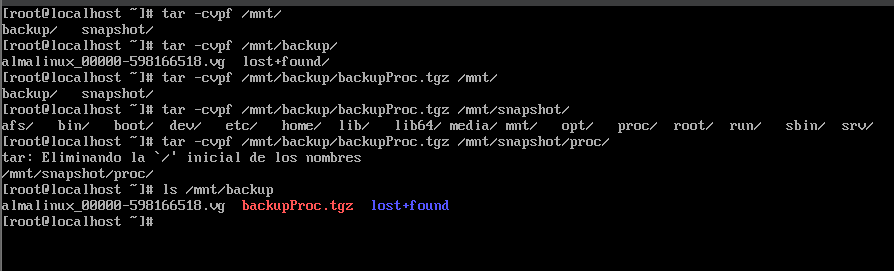 [root@localhost ~]# tar -cvpf /mnt/
backup/   snapshot/
[root@localhost ~]# tar -cvpf /mnt/backup/
almalinux_00000-598166518.vg  lost+found/
[root@localhost ~]# tar -cvpf /mnt/backup/backupProc.tgz /mnt/
backup/   snapshot/
[root@localhost ~]# tar -cvpf /mnt/backup/backupProc.tgz /mnt/snapshot/
afs/   bin/   boot/  dev/   etc/   home/  lib/   lib64/ media/ mnt/   opt/   proc/  root/  run/   sbin/  srv/
[root@localhost ~]# tar -cvpf /mnt/backup/backupProc.tgz /mnt/snapshot/proc/
tar: Eliminando la `/' inicial de los nombres
/mnt/snapshot/proc/
[root@localhost ~]# ls /mnt/backup
almalinux_00000-598166518.vg  backupProc.tgz  lost+found
[root@localhost ~]#